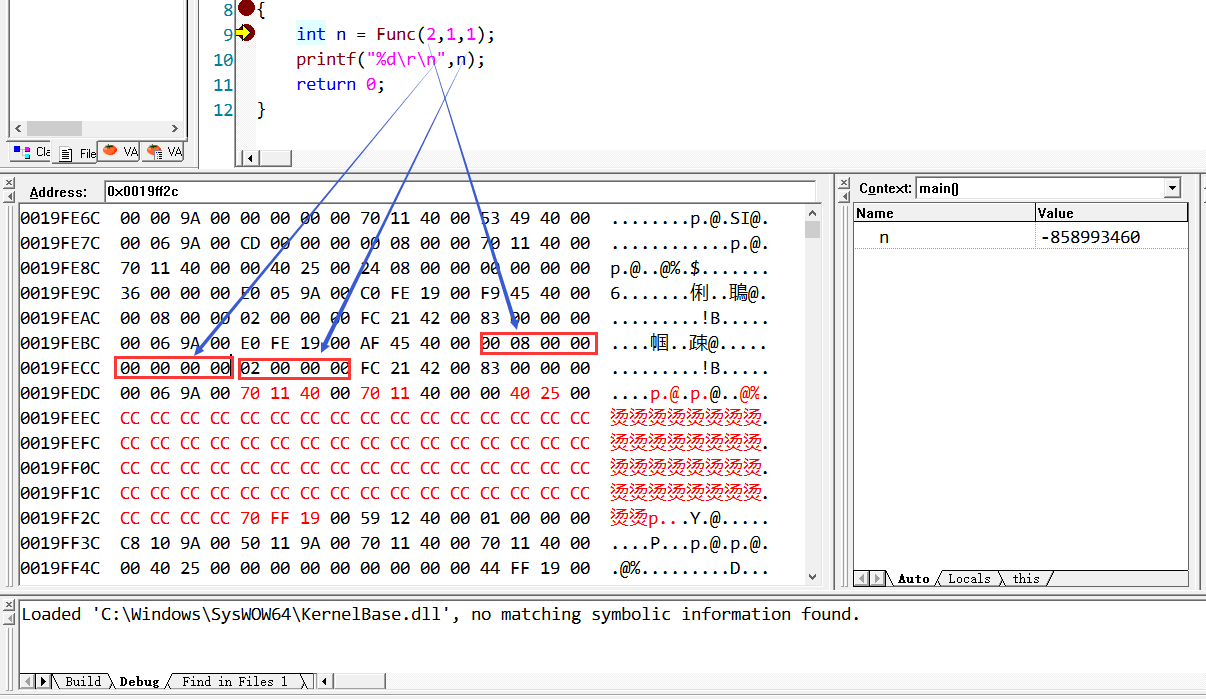 8 {
9 int n = Func(2,1,1);
10 printf("%d\r\n",n);
11 return 0;
12 }
Cla File VA VA
Address: 0x0019ff2c
0019FE6C 00 00 9A 00 00 00 00 00 70 11 40 00 53 49 40 00 ........p.@.SI@.
0019FE7C 00 06 9A 00 CD 00 00 00 00 08 00 00 70 11 40 00 ............p.@.
0019FE8C 70 11 40 00 00 40 25 00 24 08 00 00 00 00 00 00 p.@..@%.$.......
0019FE9C 36 00 00 00 E0 05 9A 00 C0 FE 19 00 F9 45 40 00 6.......俐..鵙@.
0019FEAC 00 08 00 00 02 00 00 00 FC 21 42 00 83 00 00 00 .........!B.....
0019FEBC 00 06 9A 00 E0 FE 19 00 AF 45 40 00 00 08 00 00 ....帼..疎@.....
0019FECC 00 00 00 00 02 00 00 00 FC 21 42 00 83 00 00 00 .........!B.....
0019FEDC 00 06 9A 00 70 11 40 00 70 11 40 00 00 40 25 00 ....p.@.p.@..@%.
0019FEEC CC CC CC CC CC CC CC CC CC CC CC CC CC CC CC CC 烫烫烫烫烫烫烫烫.
0019FEFC CC CC CC CC CC CC CC CC CC CC CC CC CC CC CC CC 烫烫烫烫烫烫烫烫.
0019FF0C CC CC CC CC CC CC CC CC CC CC CC CC CC CC CC CC 烫烫烫烫烫烫烫烫.
0019FF1C CC CC CC CC CC CC CC CC CC CC CC CC CC CC CC CC 烫烫烫烫烫烫烫烫.
0019FF2C CC CC CC CC 70 FF 19 00 59 12 40 00 01 00 00 00 烫烫p...Y.@.....
0019FF3C C8 10 9A 00 50 11 9A 00 70 11 40 00 70 11 40 00 ....P...p.@.p.@.
0019FF4C 00 40 25 00 00 00 00 00 00 00 00 00 44 FF 19 00 .@%.........D...
Context: main()
Name Value
n -858993460
Auto Locals this
Loaded 'C:\Windows\SysWOW64\KernelBase.dll', no matching symbolic information found.
Build Debug Find in Files 1